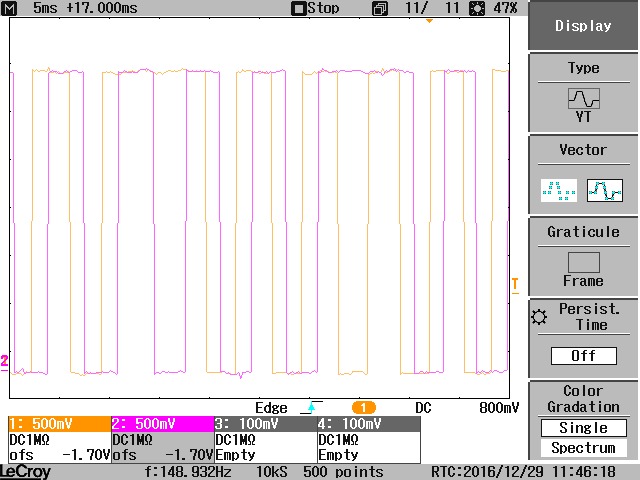 M 5ms +17.000ms Stop 11/ 11 47%
Display
Type
YT
Vector
Graticule
Frame
Persist.
Time
Off
Color
Gradation
Single
Spectrum
T
2
Edge 1 DC 800mV
1: 500mV 2: 500mV 3: 100mV 4: 100mV
DC1MΩ DC1MΩ DC1MΩ DC1MΩ
ofs -1.70V ofs -1.70V Empty Empty
LeCroy f:148.932Hz 10kS 500 points RTC:2016/12/29 11:46:18